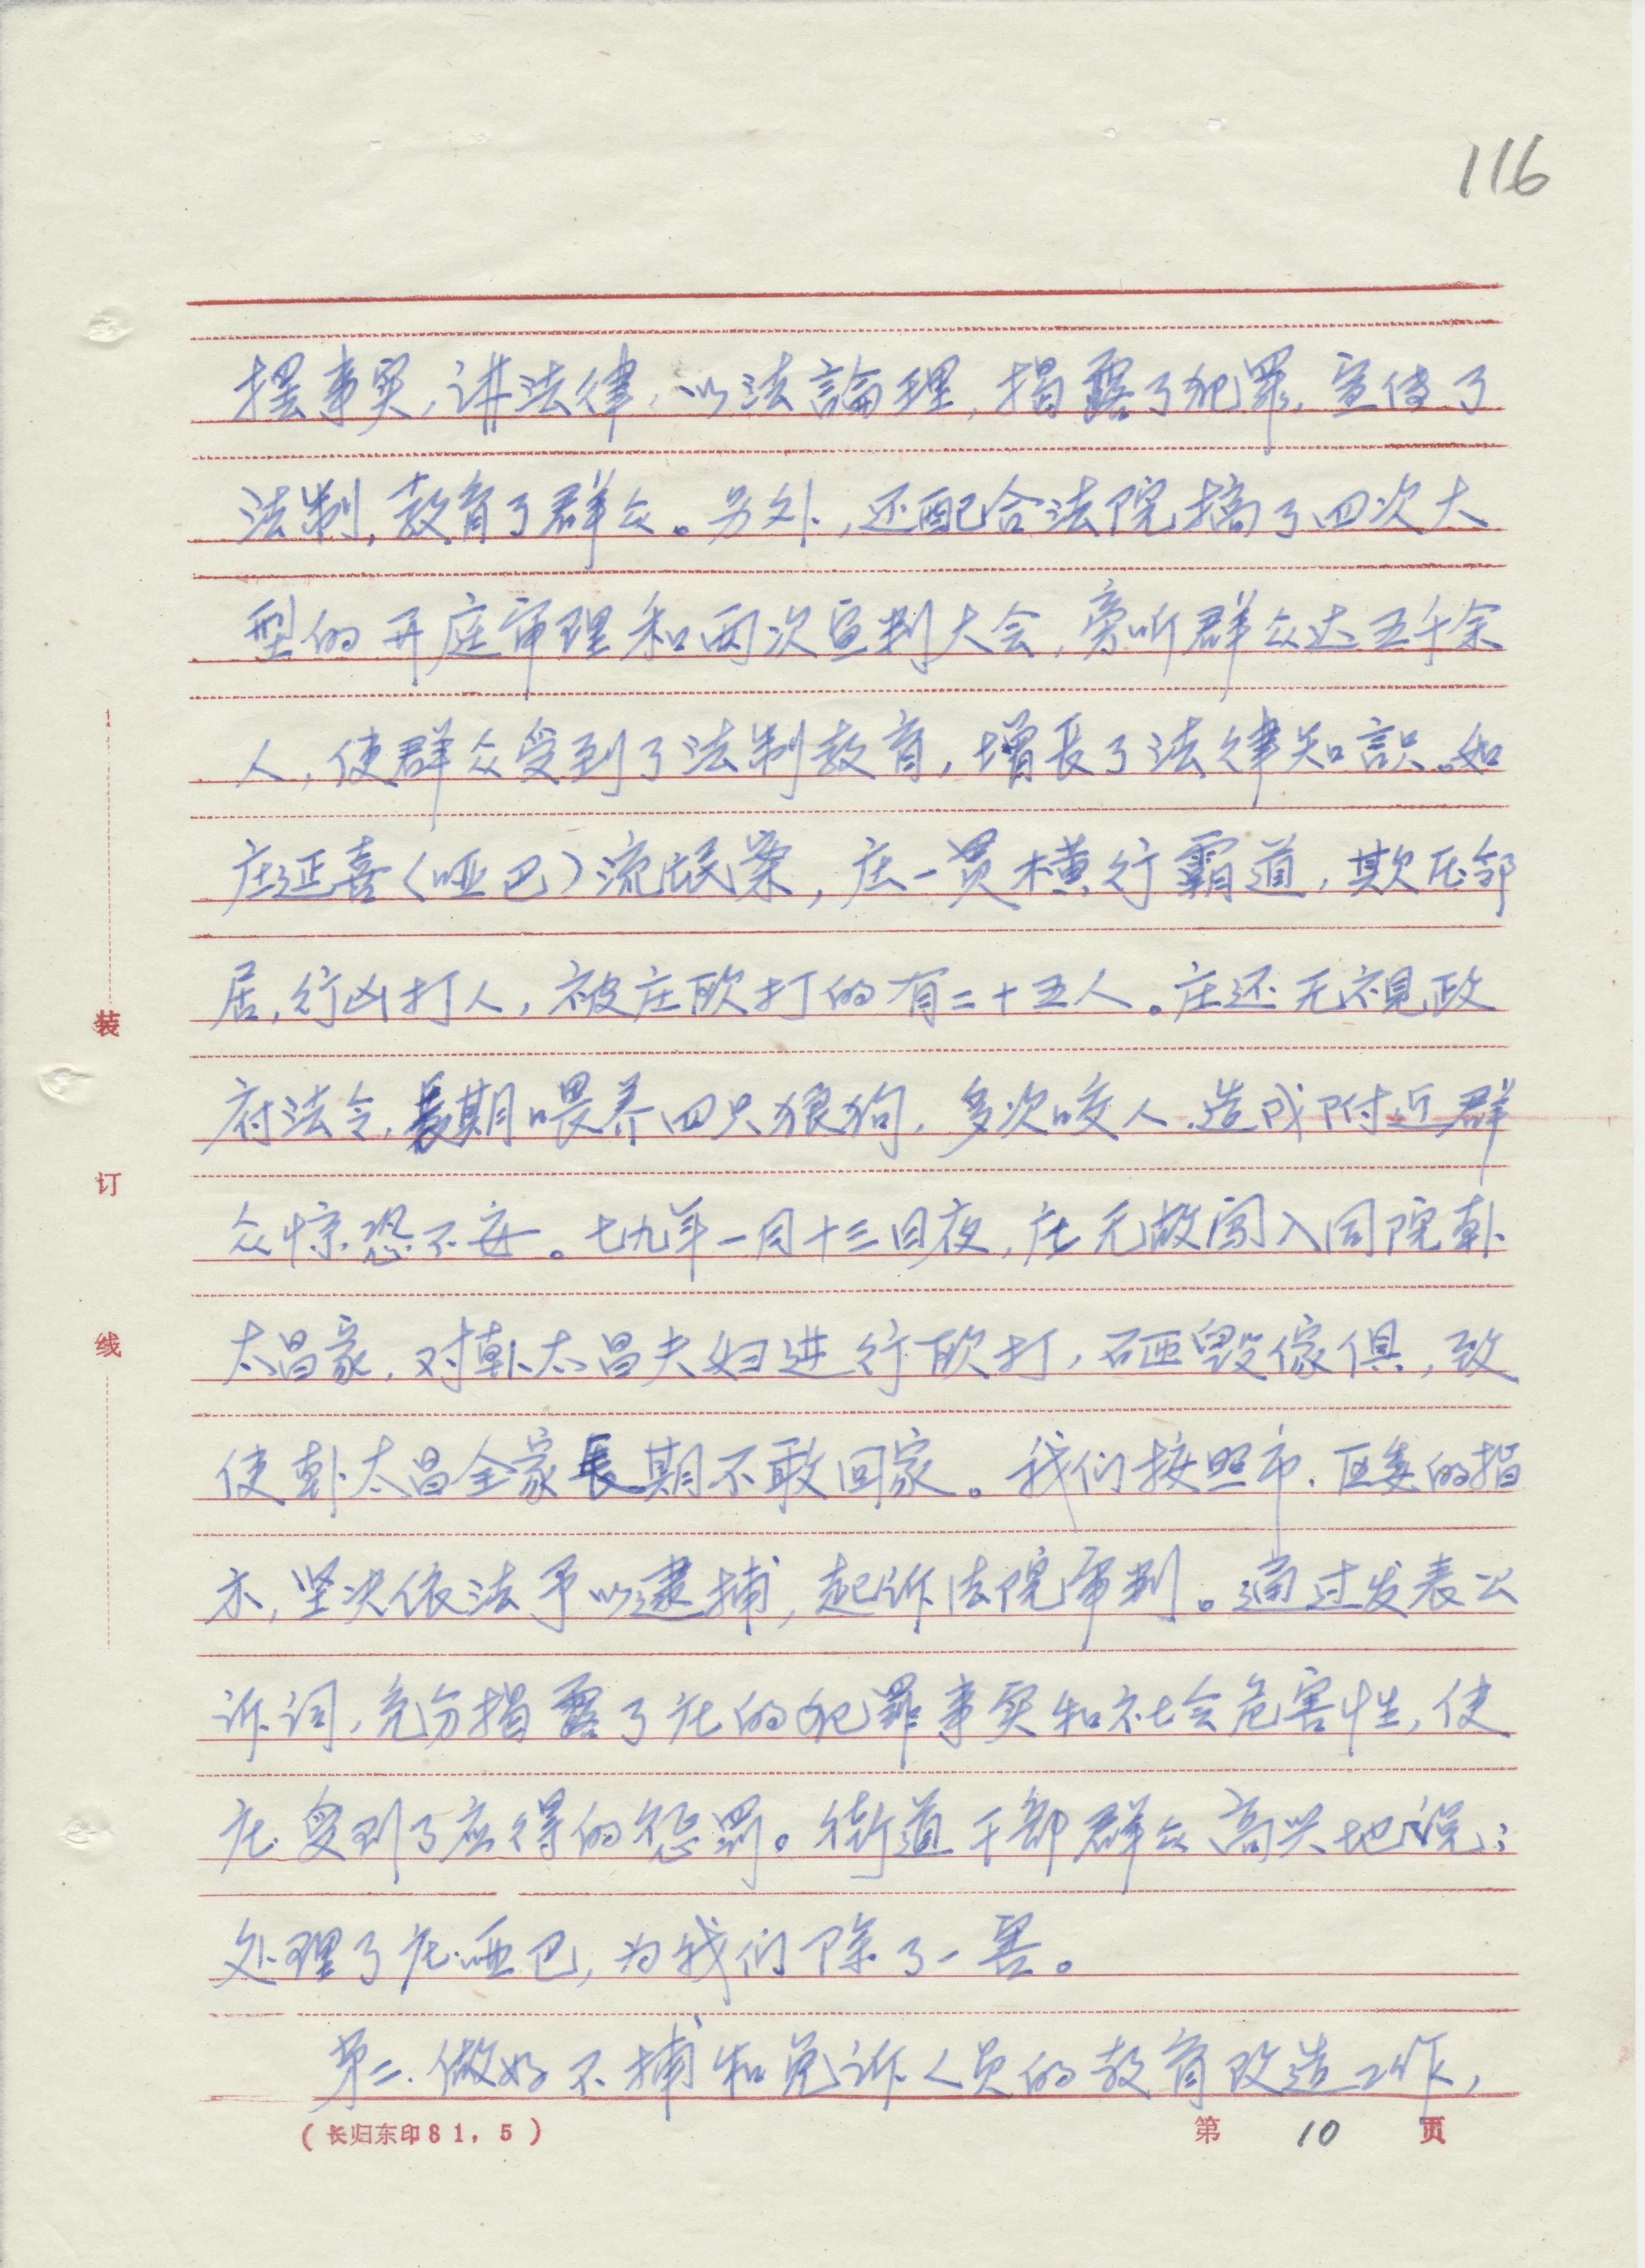 116
摆事实,讲法律,以法論理,揭露了犯罪,宣传了
法制,教育了群众。另外,还配合法院搞了四次大
型的开庭审理和两次宣判大会,旁听群众达五千余
人,使群众受到了法制教育,增长了法律知識。如
庄延喜(哑巴)流氓案,庄一贯横行霸道,欺压邻
居,行凶打人,被庄砍打的有二十五人。庄还无视政
府法令,長期喂养四只狼狗,多次咬人,造成附近群
众惊恐不安。七九年一月十三日夜,庄无故闯入同院韩
太昌家,对韩太昌夫妇进行砍打,砸毁傢俱,致
使韩太昌全家長期不敢回家。我们按照市、区委的指
示,坚决依法予以逮捕,起诉法院审判。通过发表公
诉词,充分揭露了庄的犯罪事实和社会危害性,使
庄受到了应得的惩罰。街道干部群众高兴地说:
处理了庄哑巴,为我们除了一害。
第二、做好不捕和免诉人员的教育改造工作,
装
订
线
(长归东印81,5)
第 10 页